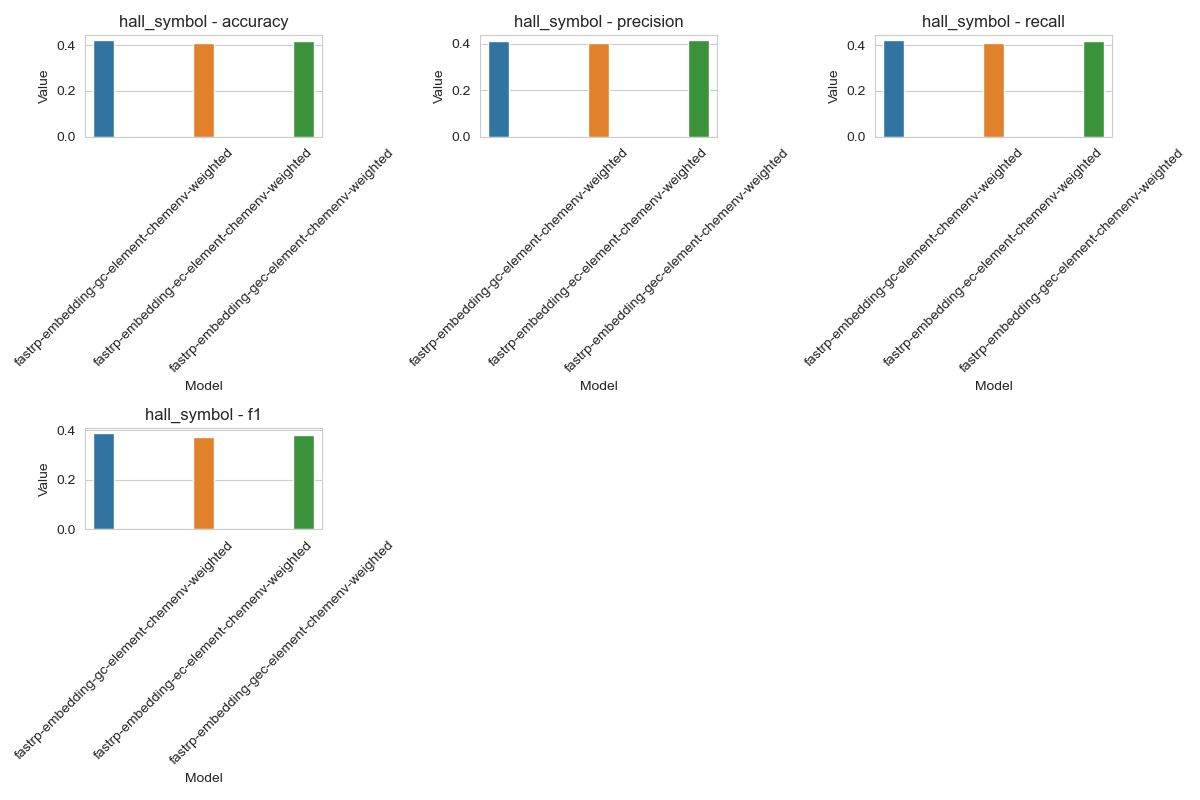 hall_symbol - accuracy
0.4
0.2
0.0
Value
fastrp-embedding-gc-element-chemenv-weighted
fastrp-embedding-ec-element-chemenv-weighted
fastrp-embedding-gec-element-chemenv-weighted
Model
hall_symbol - precision
0.4
0.2
0.0
Value
fastrp-embedding-gc-element-chemenv-weighted
fastrp-embedding-ec-element-chemenv-weighted
fastrp-embedding-gec-element-chemenv-weighted
Model
hall_symbol - recall
0.4
0.2
0.0
Value
fastrp-embedding-gc-element-chemenv-weighted
fastrp-embedding-ec-element-chemenv-weighted
fastrp-embedding-gec-element-chemenv-weighted
Model
hall_symbol - f1
0.4
0.2
0.0
Value
fastrp-embedding-gc-element-chemenv-weighted
fastrp-embedding-ec-element-chemenv-weighted
fastrp-embedding-gec-element-chemenv-weighted
Model